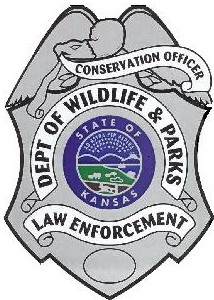 CONSERVATION OFFICER
DEPT OF WILDLIFE & PARKS
STATE OF
KANSAS
LAW ENFORCEMENT